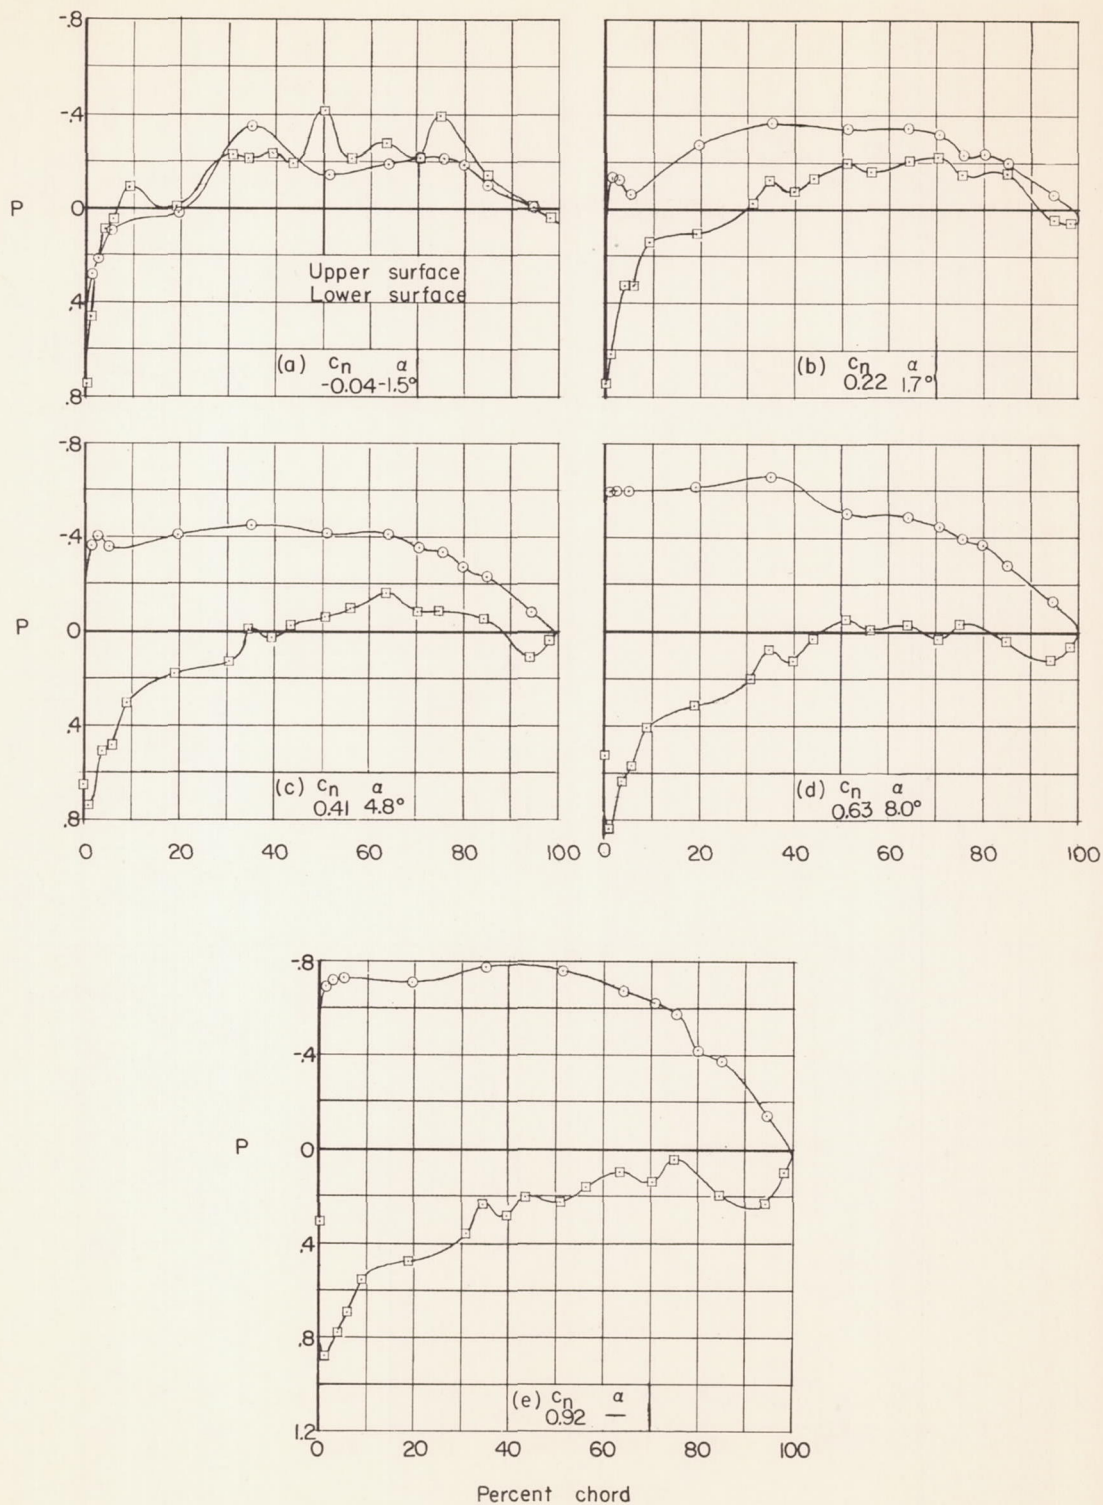 -.8
-.4
P
0
.4
.8
Upper surface
Lower surface
(a) cn α
-0.04 -1.5°
(b) cn α
0.22 1.7°
-.8
-.4
P
0
.4
.8
(c) cn α
0.41 4.8°
(d) cn α
0.63 8.0°
0 20 40 60 80 100
0 20 40 60 80 100
-.8
-.4
P
0
.4
.8
1.2
(e) cn α
0.92 —
0 20 40 60 80 100
Percent chord